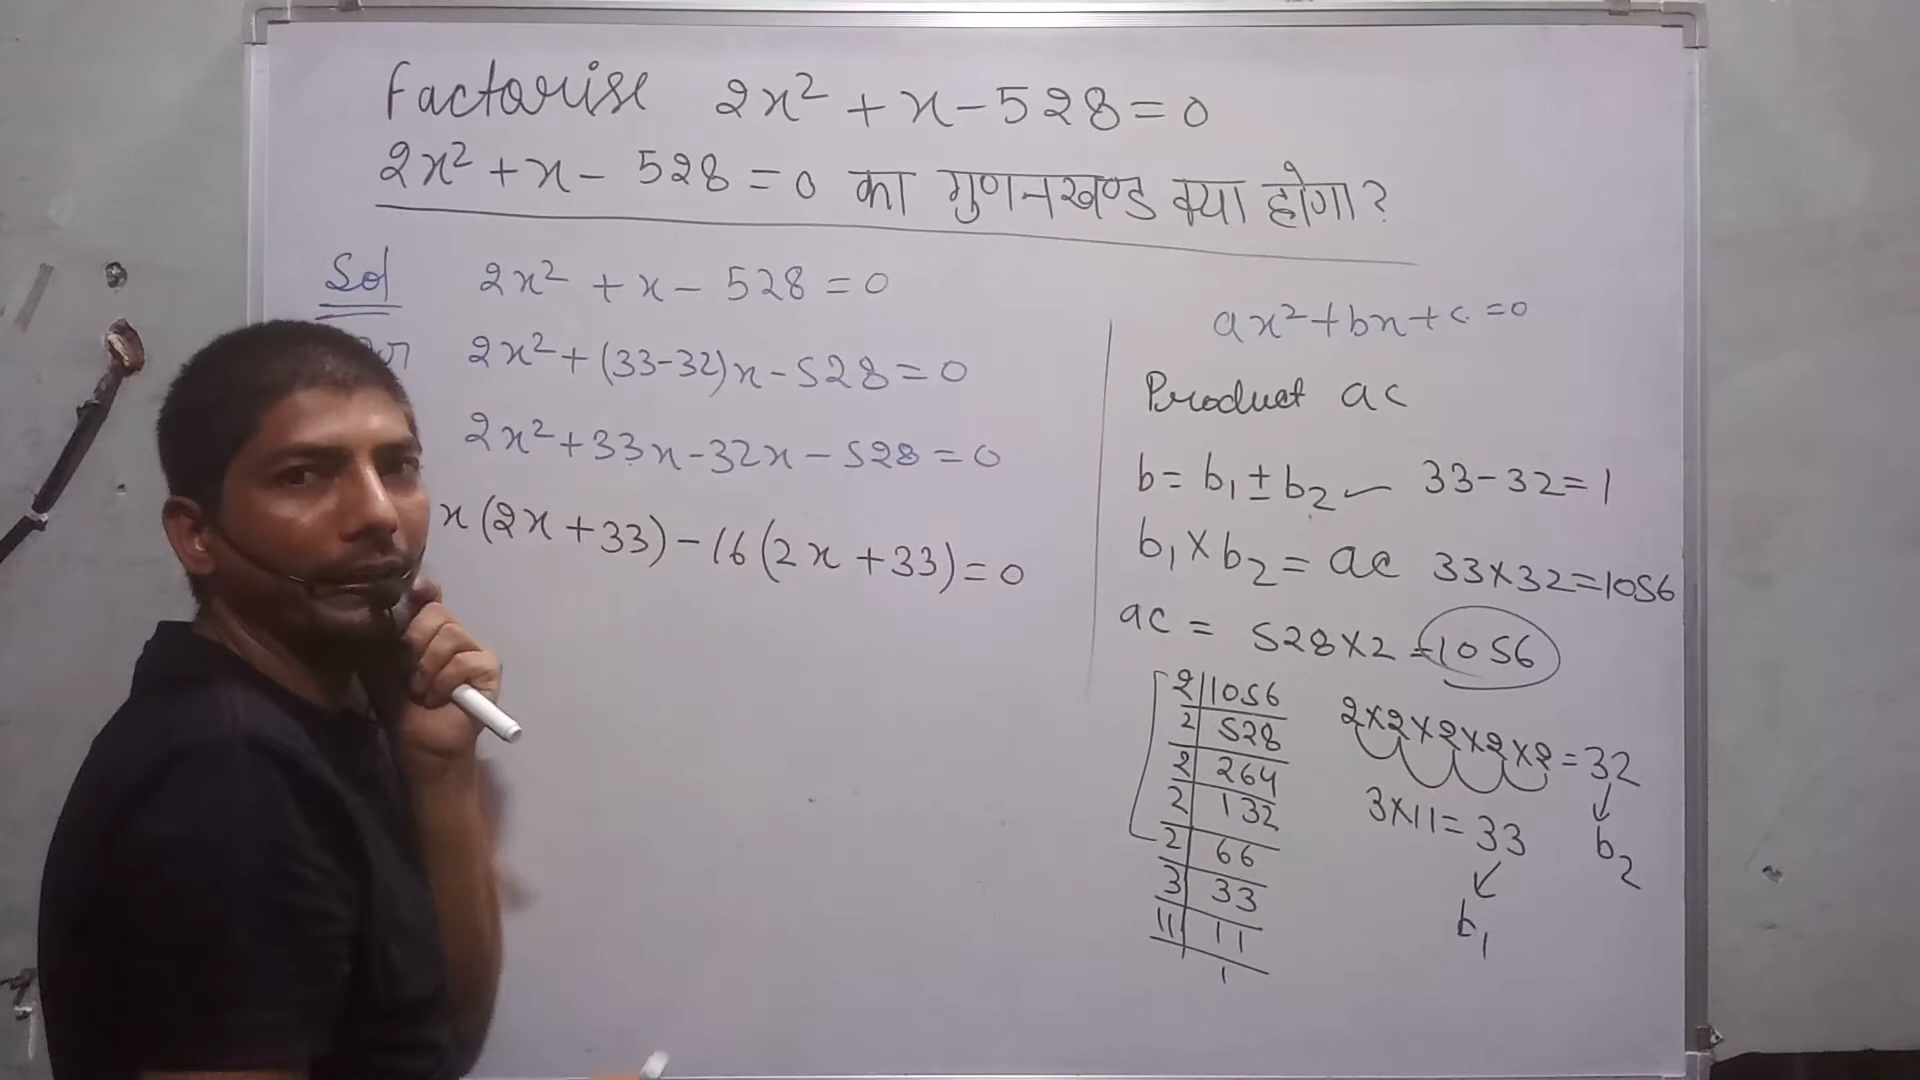 Factorise 2x² + x - 528 = 0
2x² + x - 528 = 0 का गुणनखण्ड क्या होगा?
Sol 2x² + x - 528 = 0
2x² + (33-32)x - 528 = 0
2x² + 33x - 32x - 528 = 0
x(2x + 33) - 16(2x + 33) = 0
ax² + bx + c = 0
Product ac
b = b₁ ± b₂ 33 - 32 = 1
b₁ × b₂ = ac 33×32 = 1056
ac = 528×2 = 1056
2 1056
2 528
2 264
2 132
2 66
3 33
11 11
1
2×2×2×2×2 = 32
3×11 = 33
b₂
b₁